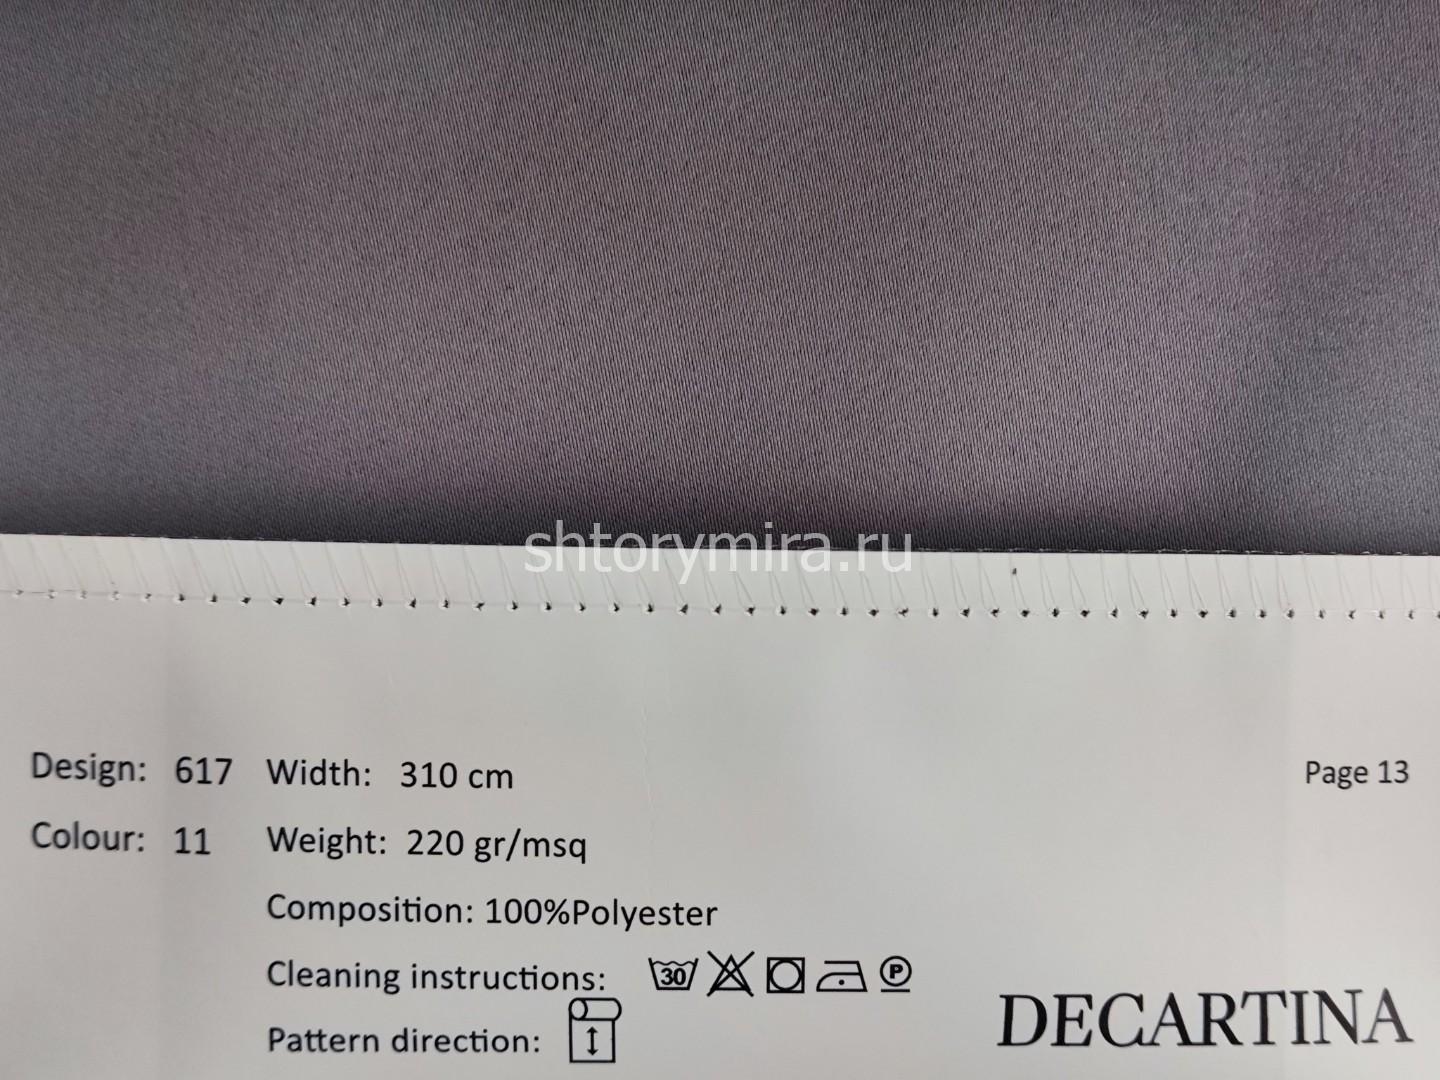 shtorymira.ru
Design: 617 Width: 310 cm Page 13
Colour: 11 Weight: 220 gr/msq
Composition: 100%Polyester
Cleaning instructions: 30 P
Pattern direction:
DECARTINA